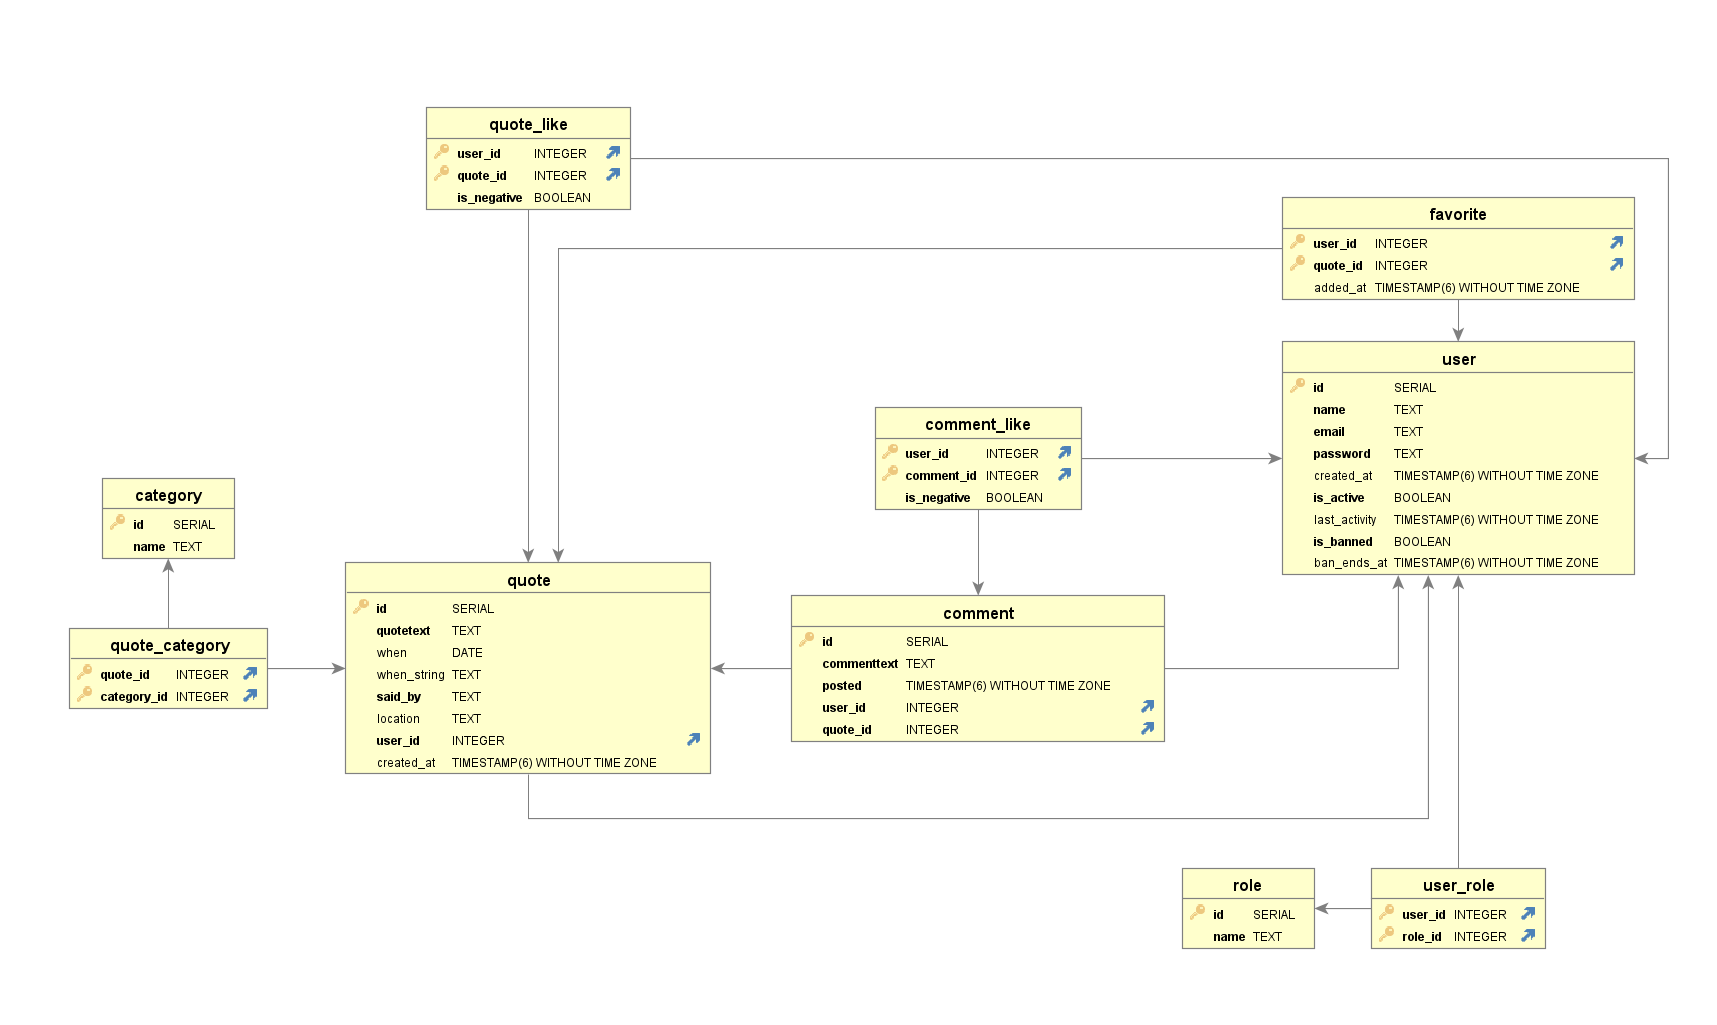 quote_like
user_id INTEGER
quote_id INTEGER
is_negative BOOLEAN
favorite
user_id INTEGER
quote_id INTEGER
added_at TIMESTAMP(6) WITHOUT TIME ZONE
user
id SERIAL
name TEXT
email TEXT
password TEXT
created_at TIMESTAMP(6) WITHOUT TIME ZONE
is_active BOOLEAN
last_activity TIMESTAMP(6) WITHOUT TIME ZONE
is_banned BOOLEAN
ban_ends_at TIMESTAMP(6) WITHOUT TIME ZONE
comment_like
user_id INTEGER
comment_id INTEGER
is_negative BOOLEAN
category
id SERIAL
name TEXT
quote_category
quote_id INTEGER
category_id INTEGER
quote
id SERIAL
quotetext TEXT
when DATE
when_string TEXT
said_by TEXT
location TEXT
user_id INTEGER
created_at TIMESTAMP(6) WITHOUT TIME ZONE
comment
id SERIAL
commenttext TEXT
posted TIMESTAMP(6) WITHOUT TIME ZONE
user_id INTEGER
quote_id INTEGER
role
id SERIAL
name TEXT
user_role
user_id INTEGER
role_id INTEGER